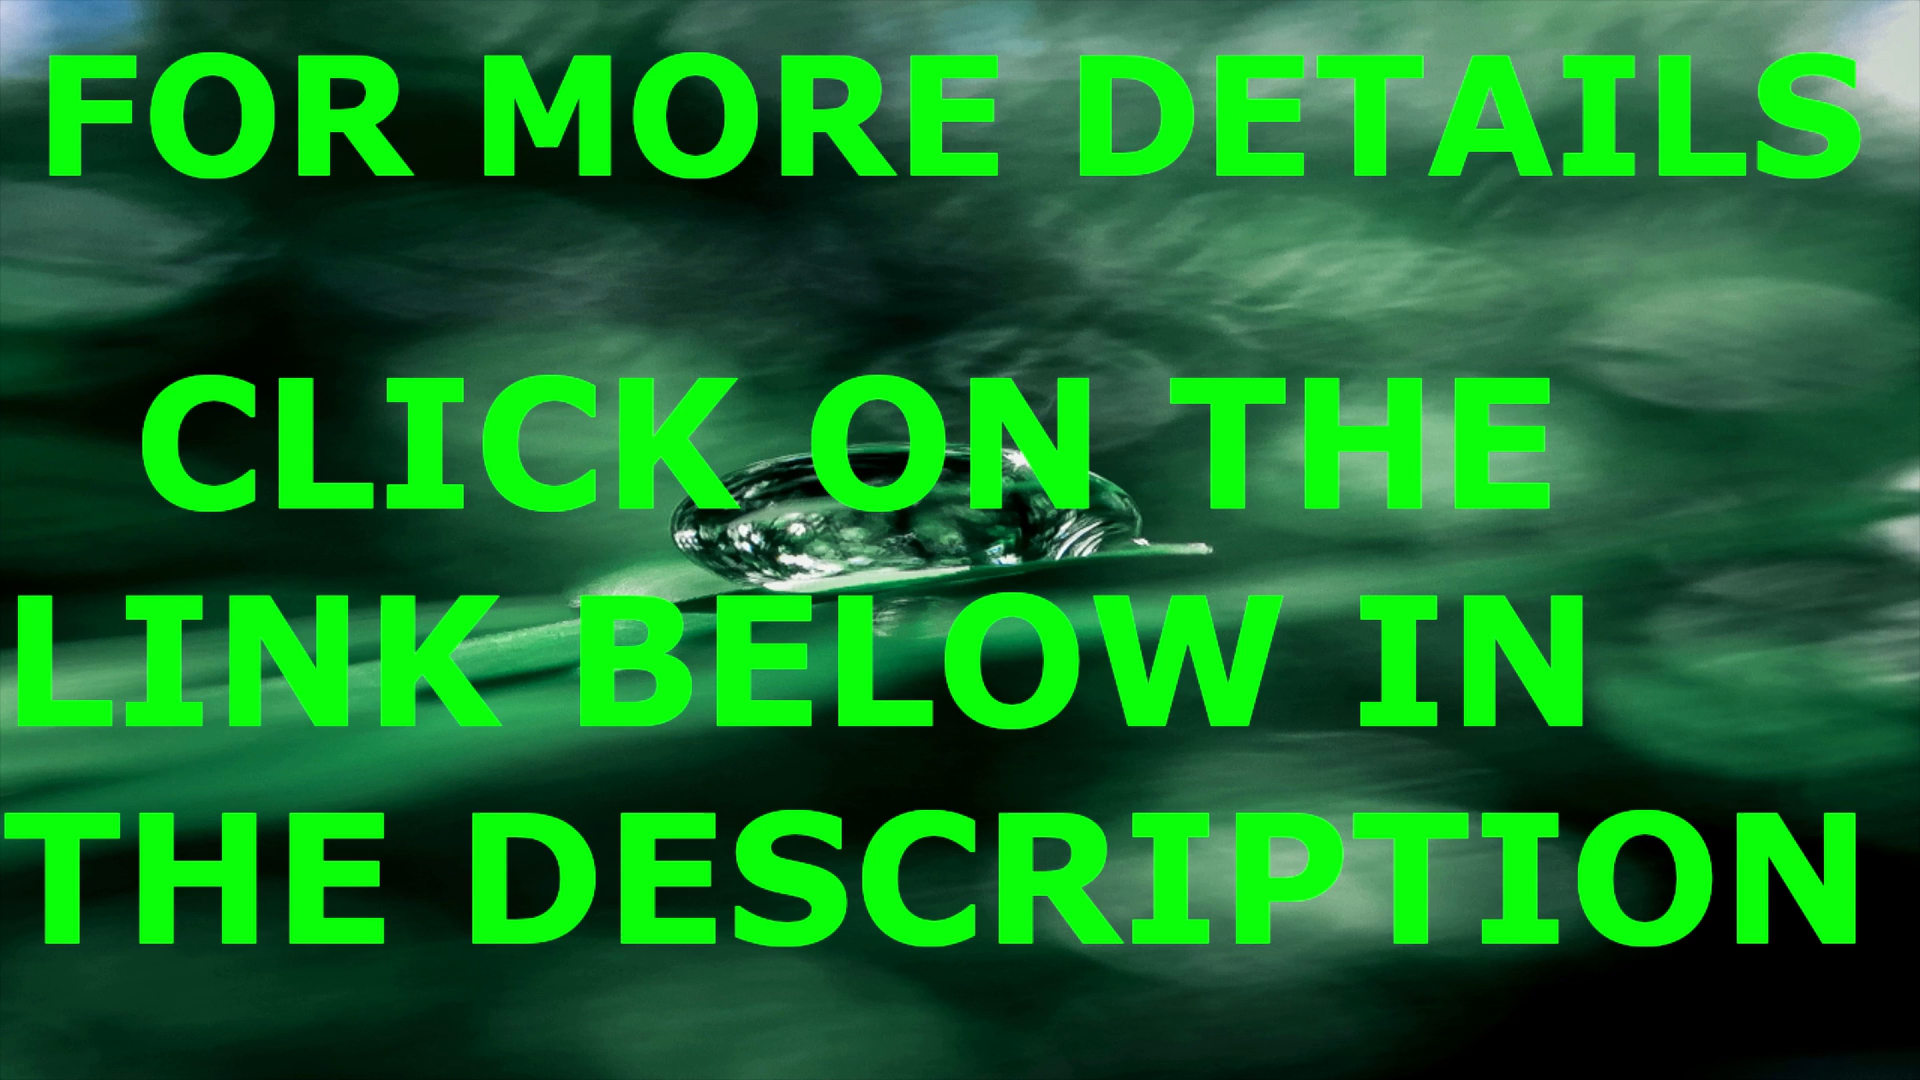 FOR MORE DETAILS
CLICK ON THE
LINK BELOW IN
THE DESCRIPTION